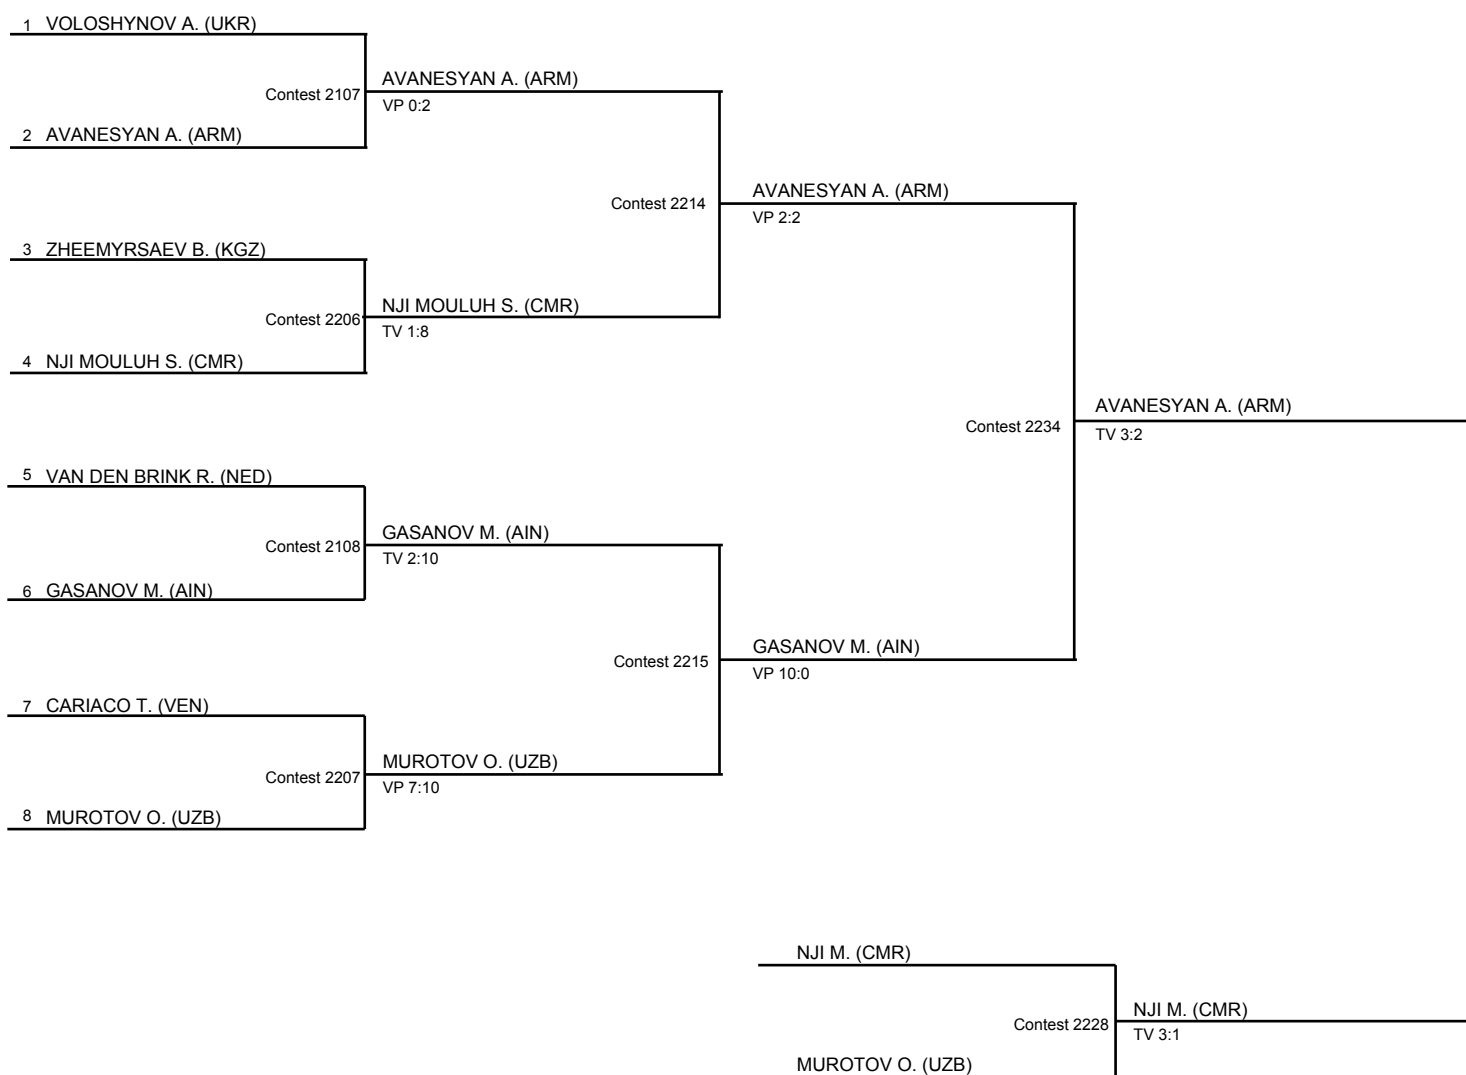 1 VOLOSHYNOV A. (UKR)
Contest 2107
AVANESYAN A. (ARM)
VP 0:2
2 AVANESYAN A. (ARM)
Contest 2214
AVANESYAN A. (ARM)
VP 2:2
3 ZHEEMYRSAEV B. (KGZ)
Contest 2206
NJI MOULUH S. (CMR)
TV 1:8
4 NJI MOULUH S. (CMR)
Contest 2234
AVANESYAN A. (ARM)
TV 3:2
5 VAN DEN BRINK R. (NED)
Contest 2108
GASANOV M. (AIN)
TV 2:10
6 GASANOV M. (AIN)
Contest 2215
GASANOV M. (AIN)
VP 10:0
7 CARIACO T. (VEN)
Contest 2207
MUROTOV O. (UZB)
VP 7:10
8 MUROTOV O. (UZB)
NJI M. (CMR)
Contest 2228
NJI M. (CMR)
TV 3:1
MUROTOV O. (UZB)